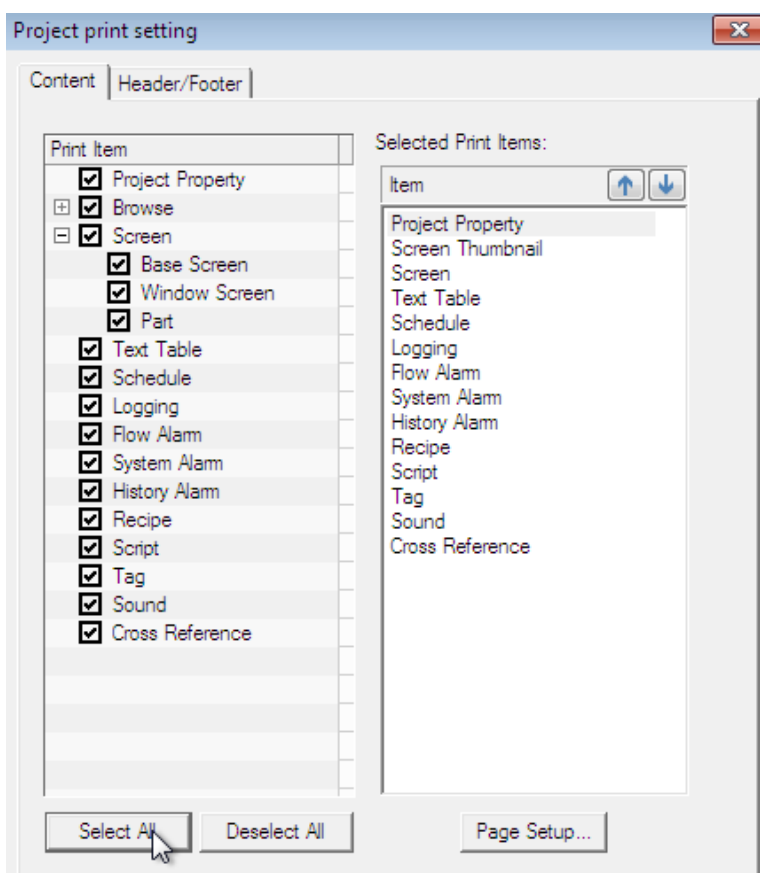 Project print setting
Content
Header/Footer
Print Item
Project Property
Browse
Screen
Base Screen
Window Screen
Part
Text Table
Schedule
Logging
Flow Alarm
System Alarm
History Alarm
Recipe
Script
Tag
Sound
Cross Reference
Selected Print Items:
Item
Project Property
Screen Thumbnail
Screen
Text Table
Schedule
Logging
Flow Alarm
System Alarm
History Alarm
Recipe
Script
Tag
Sound
Cross Reference
Select All
Deselect All
Page Setup...